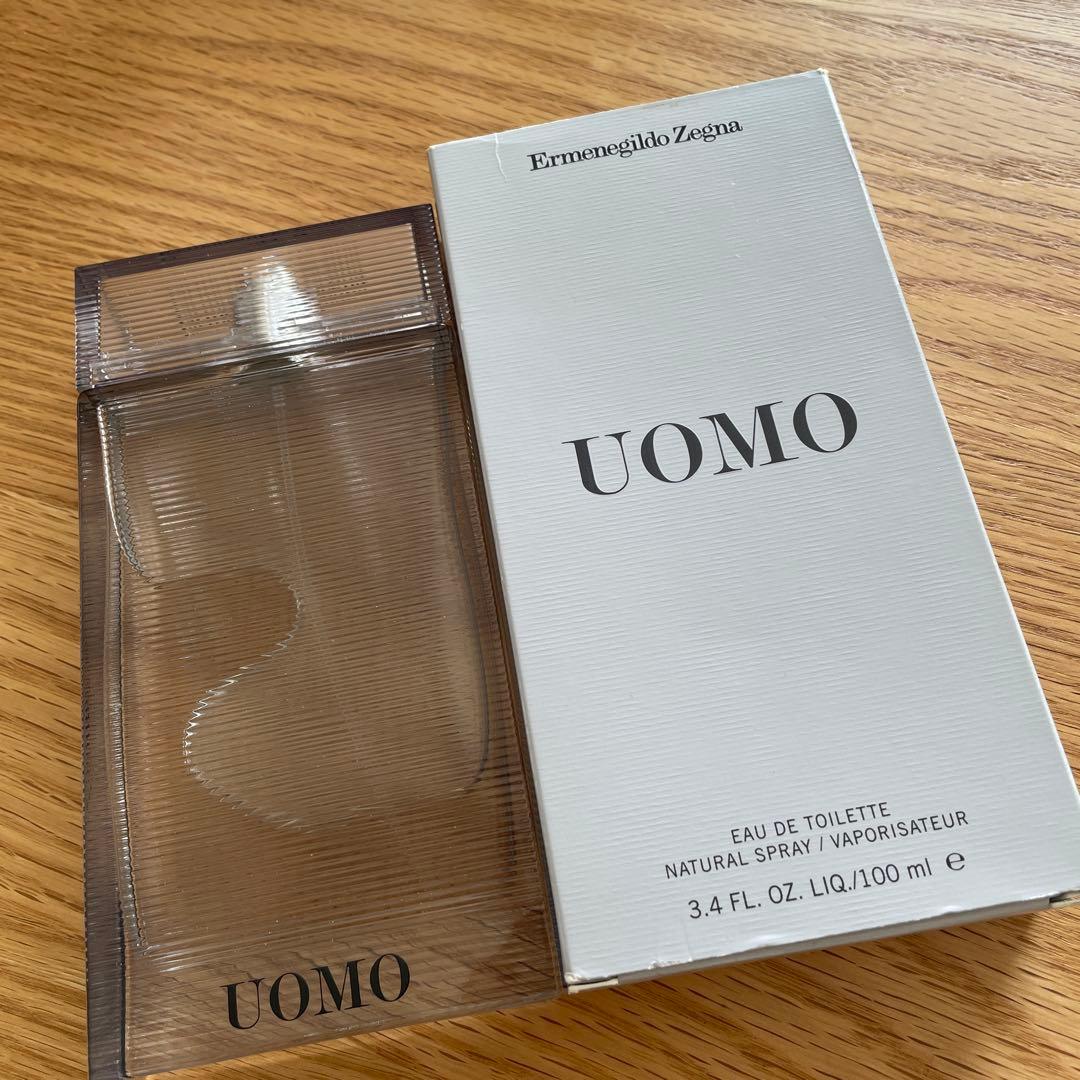 Ermenegildo Zegna
UOMO
EAU DE TOILETTE
NATURAL SPRAY / VAPORISATEUR
3.4 FL. OZ. LIQ./100 ml ℮
UOMO